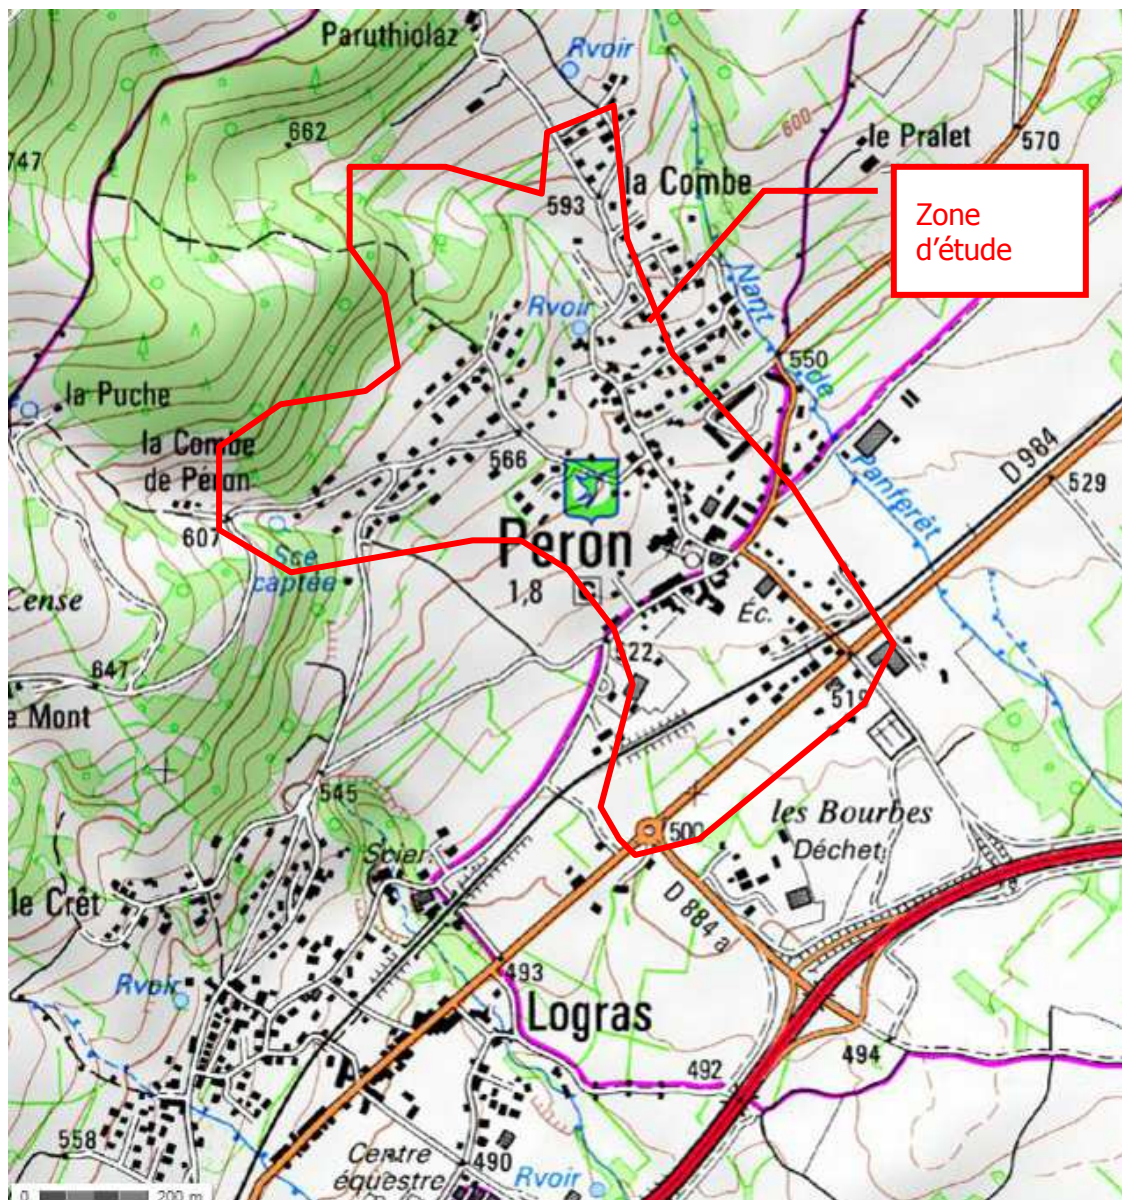 Paruthiolaz
Rvoir
662
747
600
le Pralet
570
la Combe
593
Zone
d'étude
Rvoir
Nant de Panferêt
550
la Puche
la Combe
de Péron
566
D 984
529
607
Sce
captée
Péron
1,8
C
Cense
Éc.
647
22
519
e Mont
545
500
les Bourbes
Déchet.
Scier.
le Crêt
D 884 a
493
Rvoir
Logras
494
492
558
Centre
équestre
490
Rvoir
0 200 m